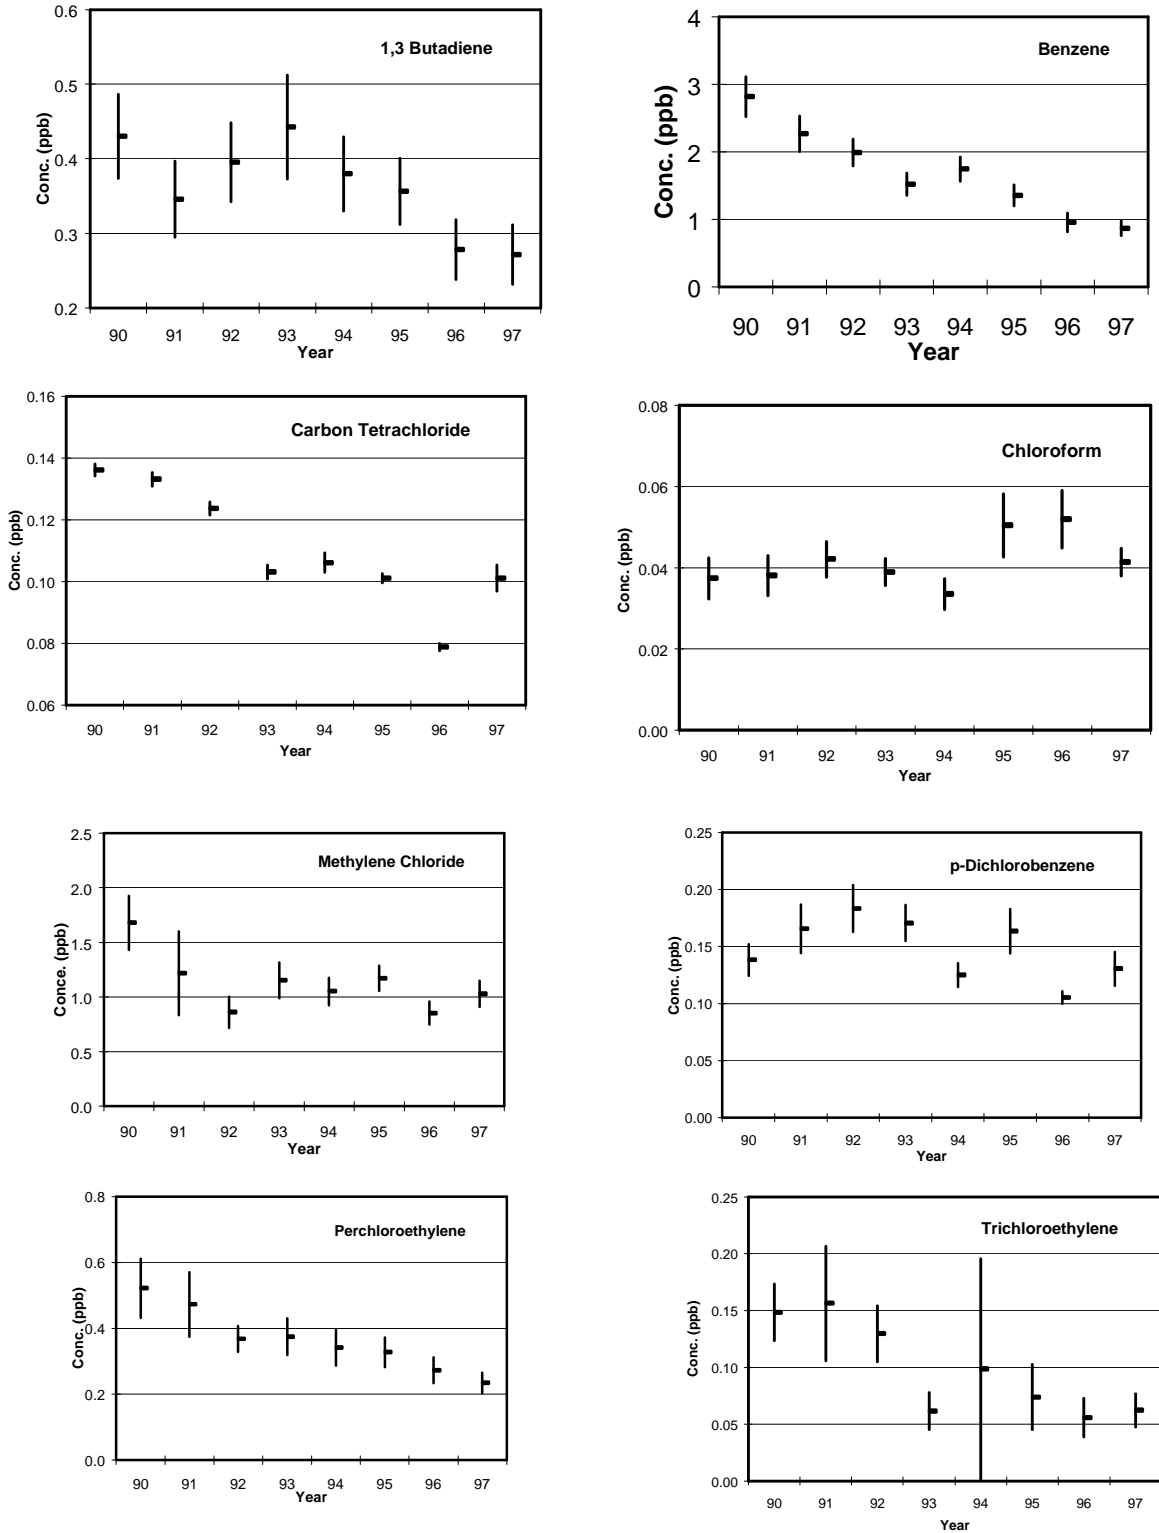 1,3 Butadiene
Conc. (ppb)
0.6
0.5
0.4
0.3
0.2
90 91 92 93 94 95 96 97
Year
Benzene
Conc. (ppb)
4
3
2
1
0
90 91 92 93 94 95 96 97
Year
Carbon Tetrachloride
Conc. (ppb)
0.16
0.14
0.12
0.10
0.08
0.06
90 91 92 93 94 95 96 97
Year
Chloroform
Conc. (ppb)
0.08
0.06
0.04
0.02
0.00
90 91 92 93 94 95 96 97
Year
Methylene Chloride
Conce. (ppb)
2.5
2.0
1.5
1.0
0.5
0.0
90 91 92 93 94 95 96 97
Year
p-Dichlorobenzene
Conc. (ppb)
0.25
0.20
0.15
0.10
0.05
0.00
90 91 92 93 94 95 96 97
Year
Perchloroethylene
Conc. (ppb)
0.8
0.6
0.4
0.2
0.0
90 91 92 93 94 95 96 97
Year
Trichloroethylene
Conc. (ppb)
0.25
0.20
0.15
0.10
0.05
0.00
90 91 92 93 94 95 96 97
Year